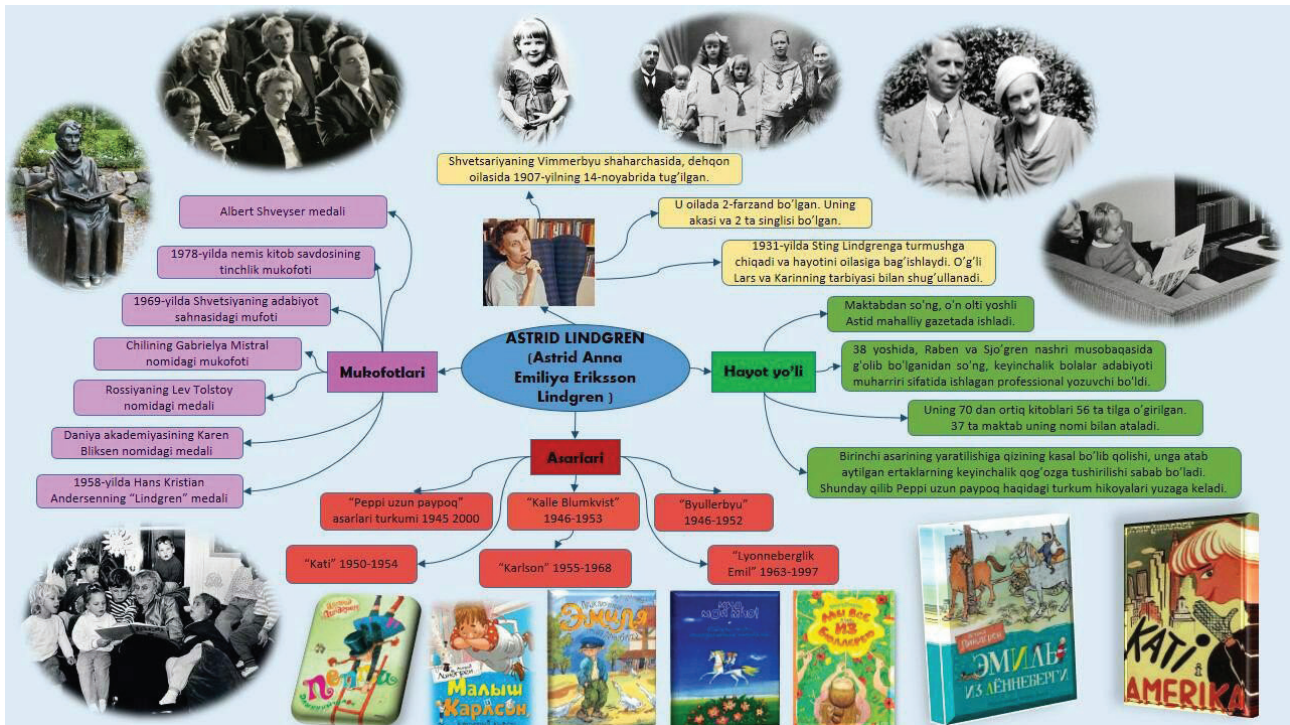 Shvetsariyaning Vimmerbyu shaharchasida, dehqon
oilasida 1907-yilning 14-noyabrida tug’ilgan.
U oilada 2-farzand bo’lgan. Uning
akasi va 2 ta singlisi bo’lgan.
1931-yilda Sting Lindgrenga turmushga
chiqadi va hayotini oilasiga bag’ishlaydi. O’g’li
Lars va Karinning tarbiyasi bilan shug’ullanadi.
Albert Shveyser medali
1978-yilda nemis kitob savdosining
tinchlik mukofoti
1969-yilda Shvetsiyaning adabiyot
sahnasidagi mufoti
Chilining Gabrielya Mistral
nomidagi mukofoti
Rossiyaning Lev Tolstoy
nomidagi medali
Daniya akademiyasining Karen
Bliksen nomidagi medali
1958-yilda Hans Kristian
Andersenning “Lindgren” medali
Mukofotlari
ASTRID LINDGREN
(Astrid Anna
Emiliya Eriksson
Lindgren )
Hayot yo’li
Maktabdan so’ng, o’n olti yoshli
Astid mahalliy gazetada ishladi.
38 yoshida, Raben va Sjo’gren nashri musobaqasida
g’olib bo’lganidan so’ng, keyinchalik bolalar adabiyoti
muharriri sifatida ishlagan professional yozuvchi bo’ldi.
Uning 70 dan ortiq kitoblari 56 ta tilga o’girilgan.
37 ta maktab uning nomi bilan ataladi.
Birinchi asarining yaratilishiga qizining kasal bo’lib qolishi, unga atab
aytilgan ertaklarning keyinchalik qog’ozga tushirilishi sabab bo’ladi.
Shunday qilib Peppi uzun paypoq haqidagi turkum hikoyalari yuzaga keladi.
Asarlari
“Peppi uzun paypoq”
asarlari turkumi 1945 2000
“Kalle Blumkvist”
1946-1953
“Byullerbyu”
1946-1952
“Kati” 1950-1954
“Karlson” 1955-1968
“Lyonneberglik
Emil” 1963-1997
Малыш
и Карлсон
Эмиля
МЫ ВСЕ
ИЗ
БЮЛЛЕРБЮ
ЭМИЛЬ
ИЗ ЛЁННЕБЕРГИ
KATI
AMERIKA